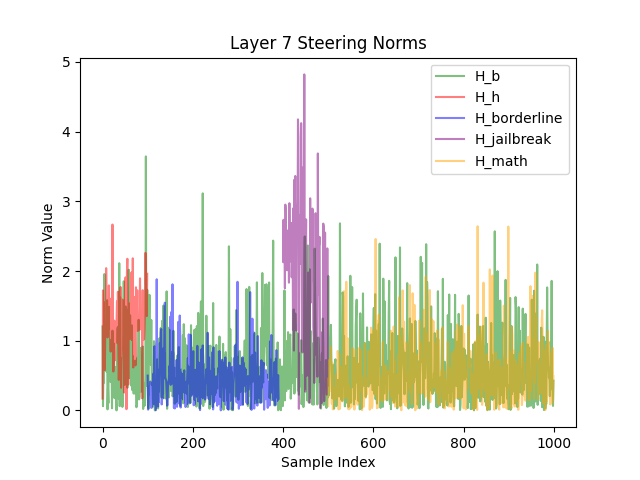 Layer 7 Steering Norms
Norm Value
5
4
3
2
1
0
H_b
H_h
H_borderline
H_jailbreak
H_math
0 200 400 600 800 1000
Sample Index